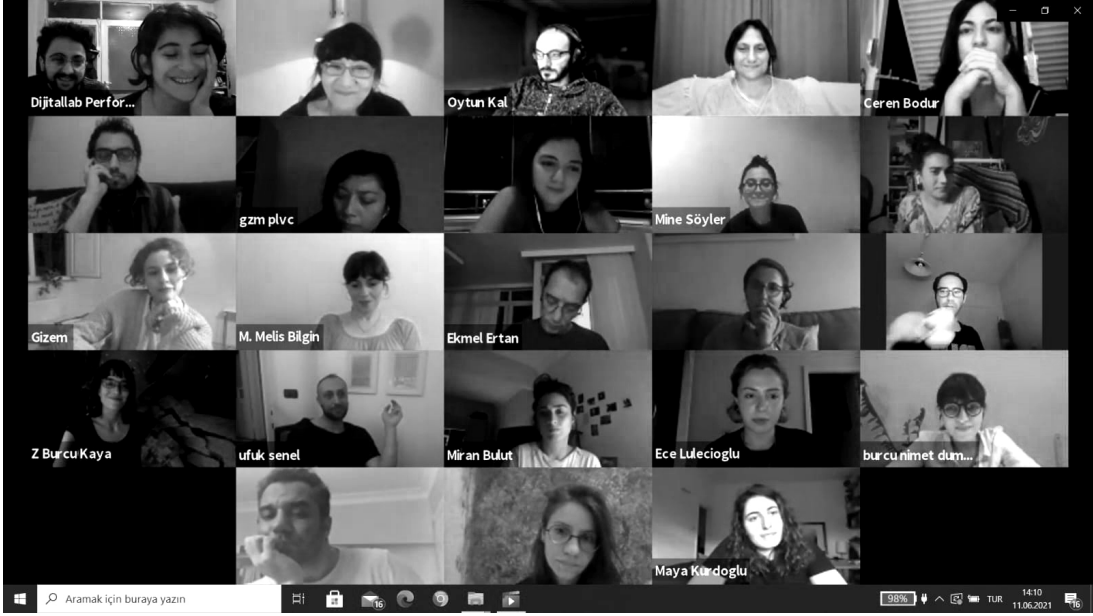 Dijitallab Perfor...
Oytun Kal
Ceren Bodur
gzm plvc
Mine Söyler
Gizem
M. Melis Bilgin
Ekmel Ertan
Z Burcu Kaya
ufuk senel
Miran Bulut
Ece Lulecioglu
burcu nimet dum...
Maya Kurdoglu
Aramak için buraya yazın
16
98%
TUR
14:10
11.06.2021
16